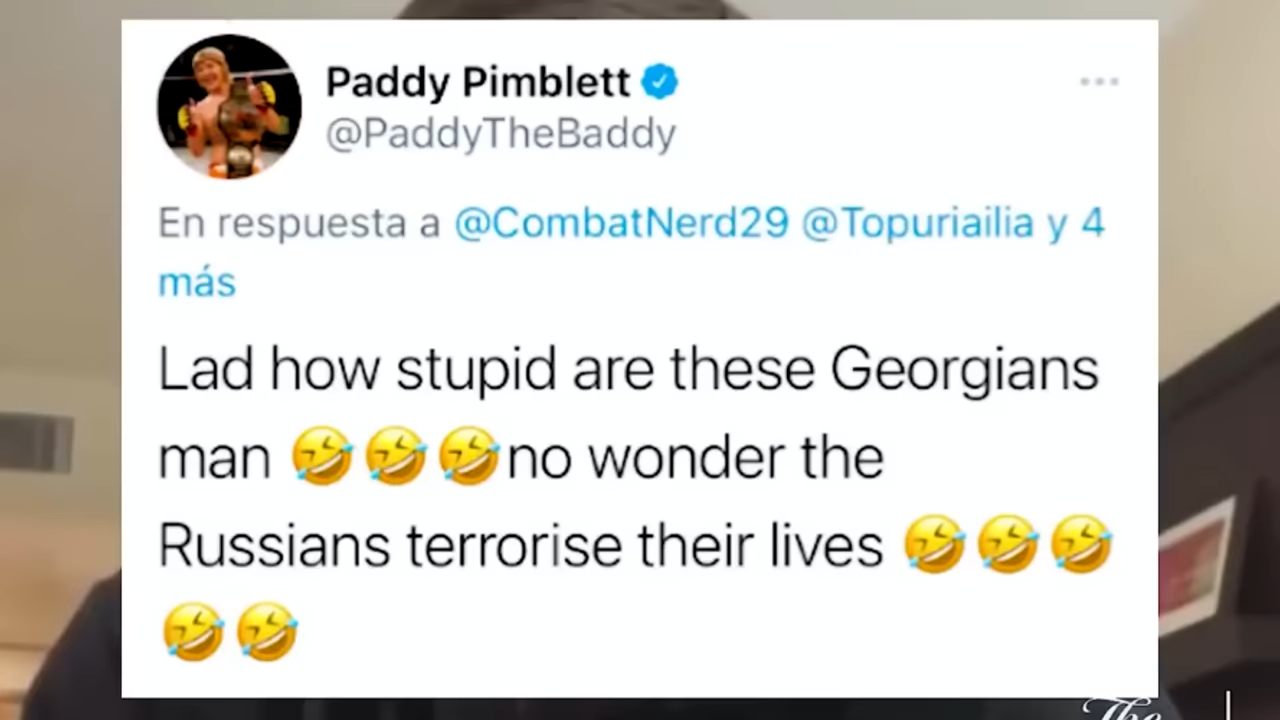 Paddy Pimblett
@PaddyTheBaddy
En respuesta a @CombatNerd29 @Topuriailia y 4
más
Lad how stupid are these Georgians
man 🤣🤣🤣no wonder the
Russians terrorise their lives 🤣🤣🤣
🤣🤣
The